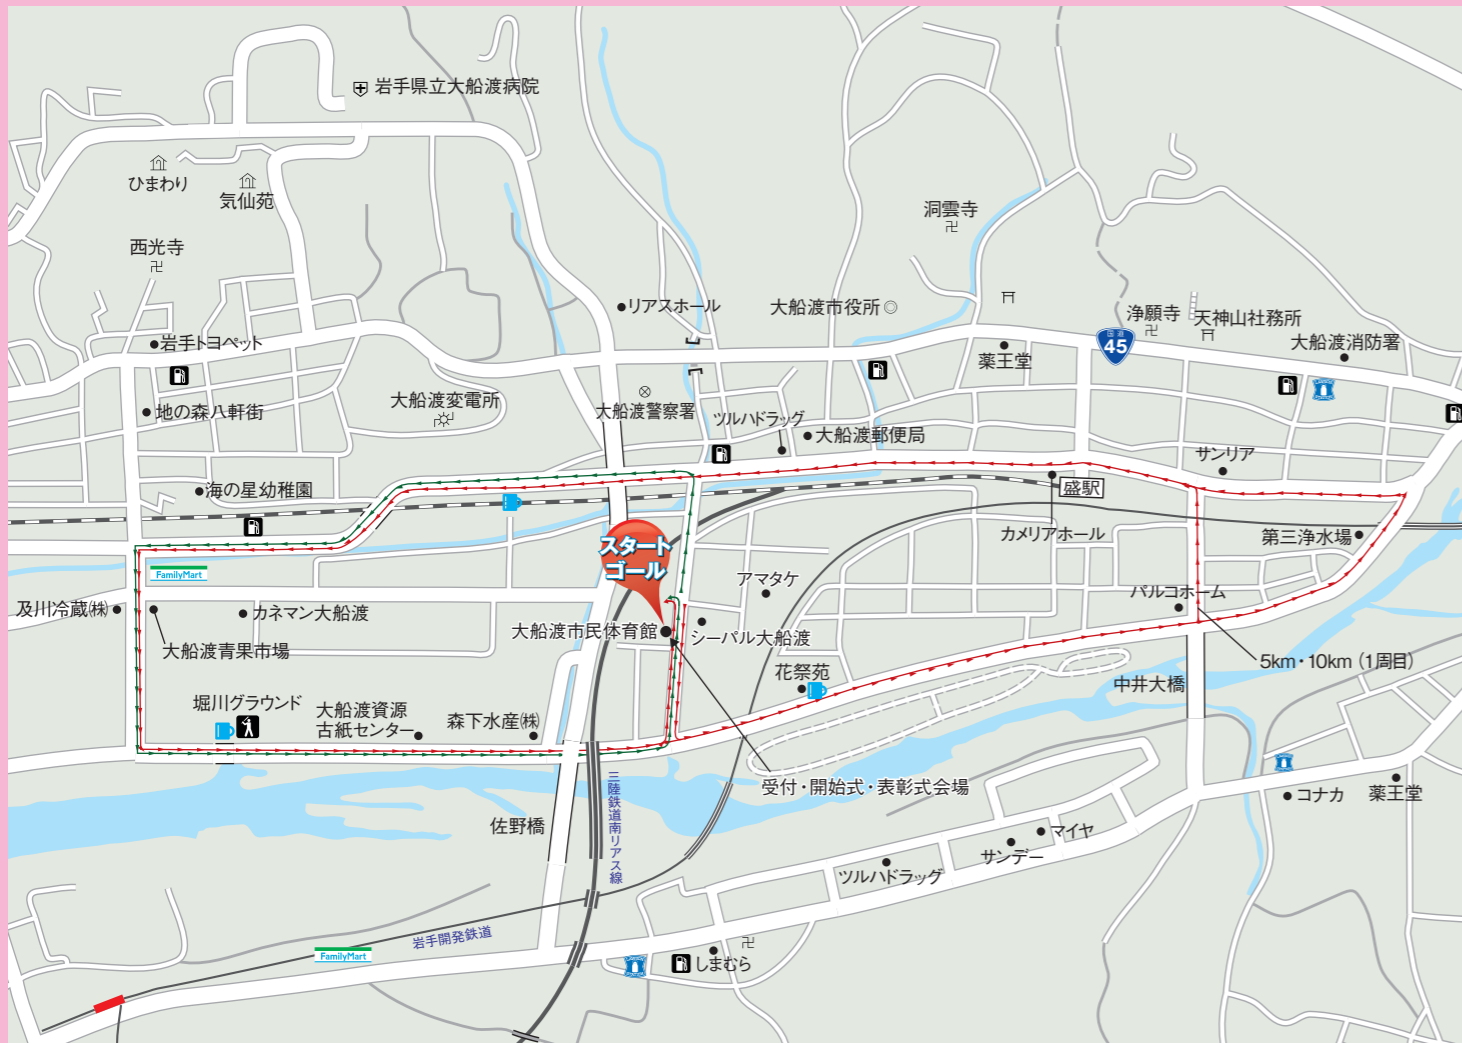 岩手県立大船渡病院
ひまわり
気仙苑
西光寺
洞雲寺
リアスホール
大船渡市役所
浄願寺
天神山社務所
国道
45
大船渡消防署
岩手トヨペット
薬王堂
地の森八軒街
大船渡変電所
大船渡警察署
ツルハドラッグ
大船渡郵便局
サンリア
海の星幼稚園
盛駅
カメリアホール
第三浄水場
スタート
ゴール
FamilyMart
アマタケ
パルコホーム
及川冷蔵㈱
カネマン大船渡
大船渡市民体育館
シーパル大船渡
大船渡青果市場
5km・10km (1周目)
花祭苑
中井大橋
堀川グラウンド
大船渡資源
古紙センター
森下水産㈱
受付・開始式・表彰式会場
三陸鉄道南リアス線
コナカ
薬王堂
佐野橋
マイヤ
サンデー
ツルハドラッグ
岩手開発鉄道
FamilyMart
しまむら